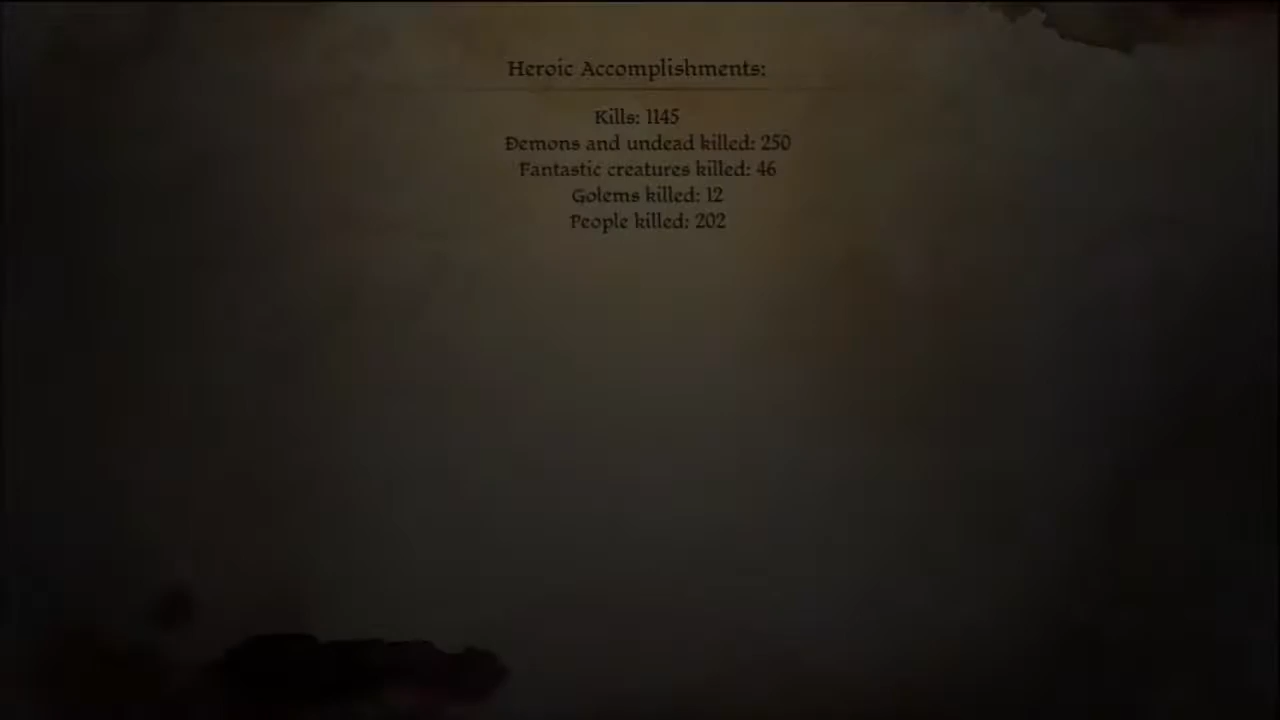 Heroic Accomplishments:
Kills: 1145
Demons and undead killed: 250
Fantastic creatures killed: 46
Golems killed: 12
People killed: 202